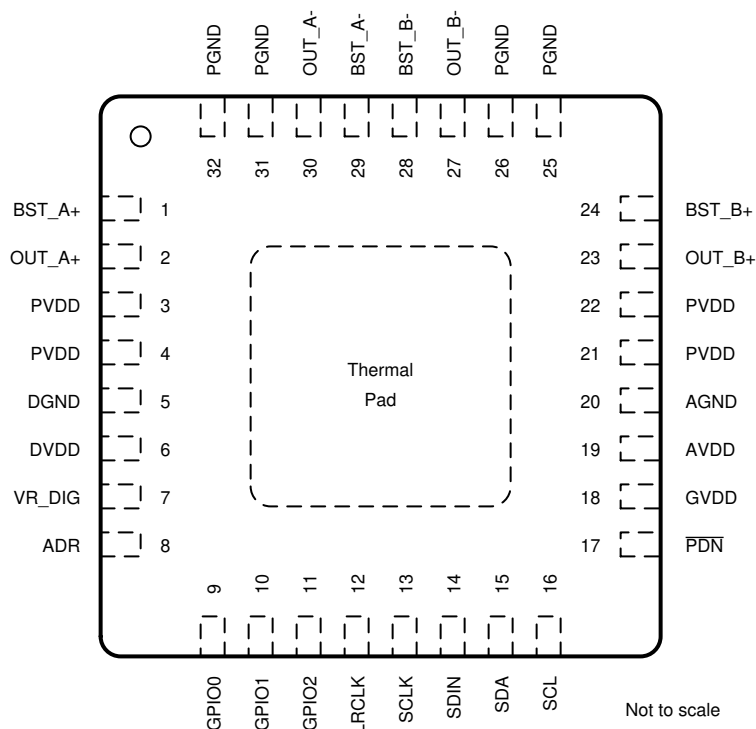 PGND
PGND
OUT_A-
BST_A-
BST_B-
OUT_B-
PGND
PGND
32
31
30
29
28
27
26
25
BST_A+ 1
OUT_A+ 2
PVDD 3
PVDD 4
DGND 5
DVDD 6
VR_DIG 7
ADR 8
24 BST_B+
23 OUT_B+
22 PVDD
21 PVDD
20 AGND
19 AVDD
18 GVDD
17 PDN
Thermal
Pad
9
10
11
12
13
14
15
16
GPIO0
GPIO1
GPIO2
LRCLK
SCLK
SDIN
SDA
SCL
Not to scale